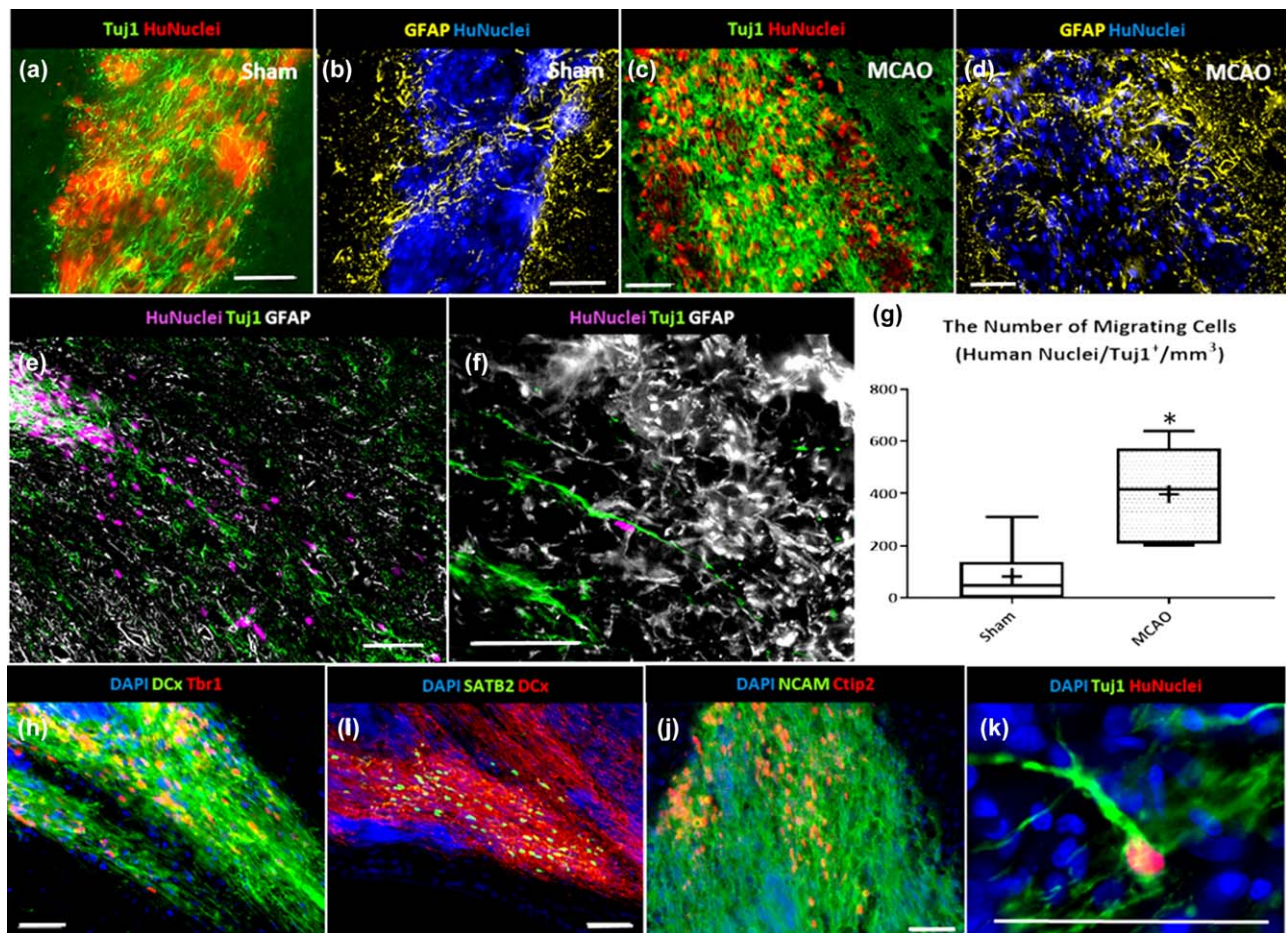 Tuj1 HuNuclei
(a)
Sham
GFAP HuNuclei
(b)
Sham
Tuj1 HuNuclei
(c)
MCAO
GFAP HuNuclei
(d)
MCAO
HuNuclei Tuj1 GFAP
(e)
HuNuclei Tuj1 GFAP
(f)
(g)
The Number of Migrating Cells
(Human Nuclei/Tuj1⁺/mm³)
800
600
400
200
0
*
Sham
MCAO
DAPI DCx Tbr1
(h)
DAPI SATB2 DCx
(I)
DAPI NCAM Ctip2
(j)
DAPI Tuj1 HuNuclei
(k)